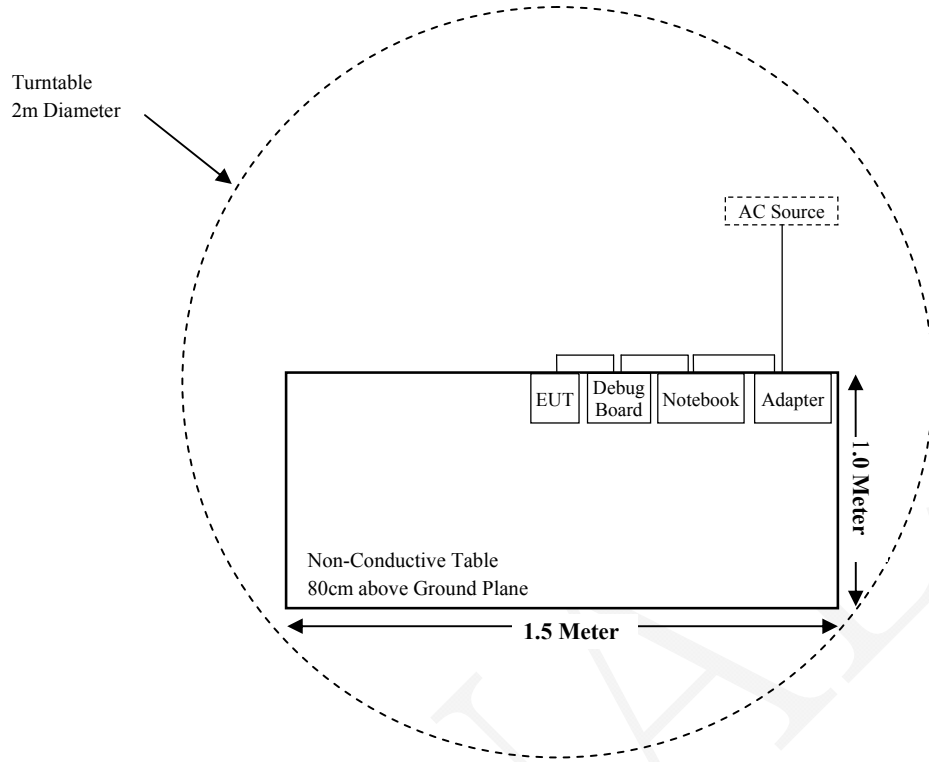 Turntable
2m Diameter
AC Source
EUT
Debug
Board
Notebook
Adapter
1.0 Meter
Non-Conductive Table
80cm above Ground Plane
1.5 Meter